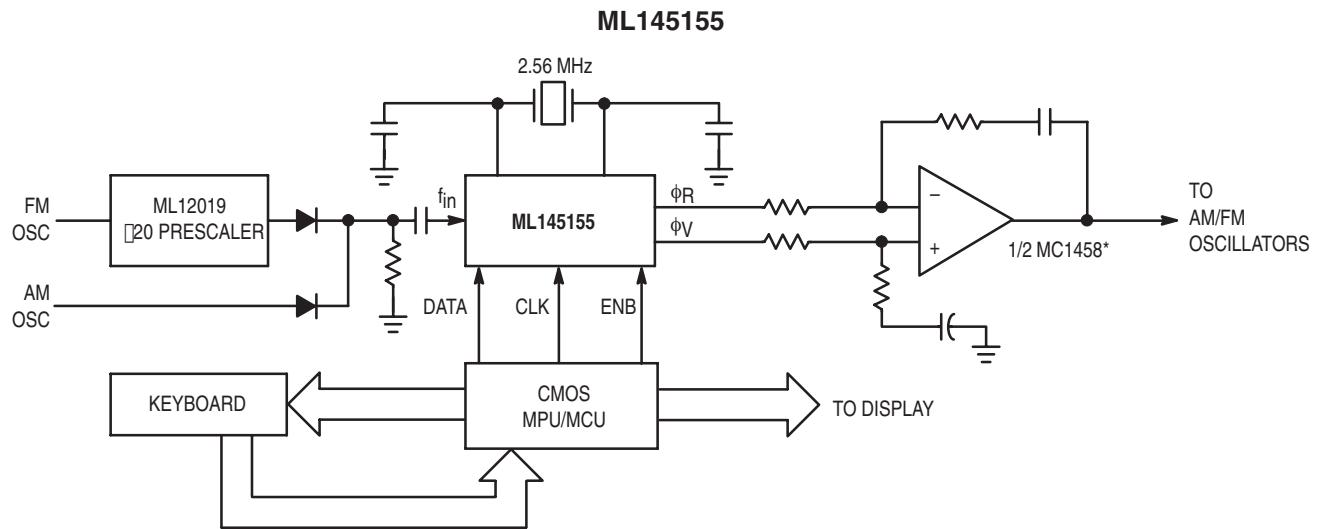 ML145155
2.56 MHz
FM
OSC
ML12019
▯20 PRESCALER
fin
ML145155
ϕR
ϕV
–
+
1/2 MC1458*
TO
AM/FM
OSCILLATORS
AM
OSC
DATA
CLK
ENB
KEYBOARD
CMOS
MPU/MCU
TO DISPLAY